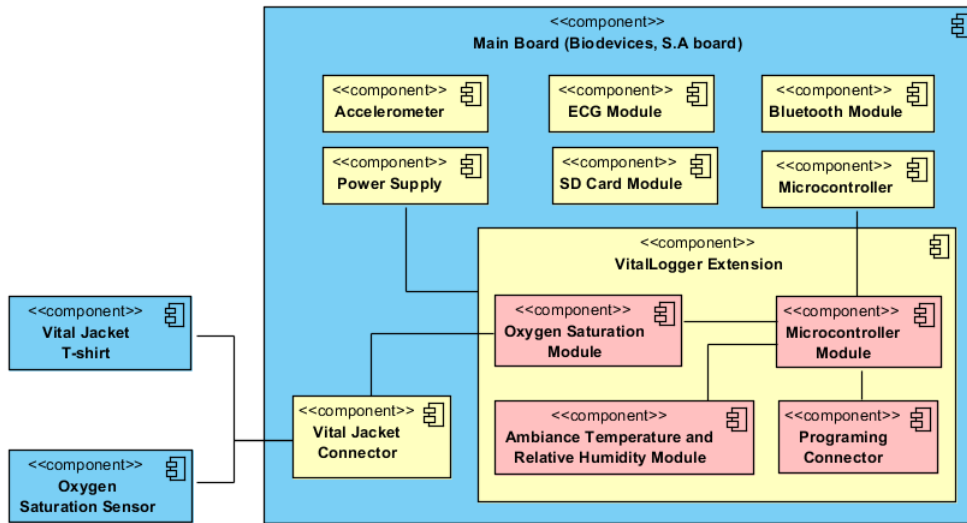 <<component>>
Main Board (Biodevices, S.A board)
<<component>>
Accelerometer
<<component>>
ECG Module
<<component>>
Bluetooth Module
<<component>>
Power Supply
<<component>>
SD Card Module
<<component>>
Microcontroller
<<component>>
VitalLogger Extension
<<component>>
Vital Jacket
T-shirt
<<component>>
Oxygen Saturation
Module
<<component>>
Microcontroller
Module
<<component>>
Vital Jacket
Connector
<<component>>
Ambiance Temperature and
Relative Humidity Module
<<component>>
Programing
Connector
<<component>>
Oxygen
Saturation Sensor